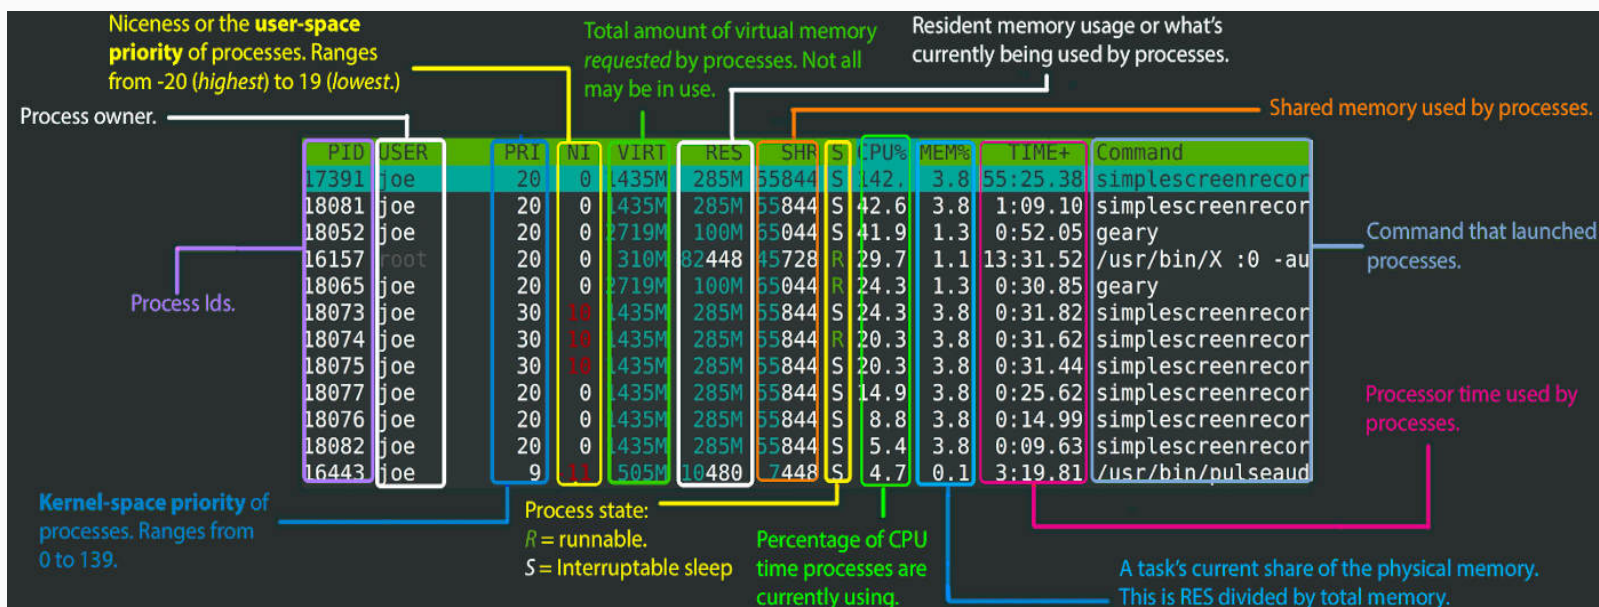 Niceness or the user-space
priority of processes. Ranges
from -20 (highest) to 19 (lowest.)
Total amount of virtual memory
requested by processes. Not all
may be in use.
Resident memory usage or what's
currently being used by processes.
Process owner.
Shared memory used by processes.
PID USER PRI NI VIRT RES SHR S CPU% MEM% TIME+ Command
17391 joe 20 0 1435M 285M 55844 S 142. 3.8 55:25.38 simplescreenrecor
18081 joe 20 0 1435M 285M 55844 S 42.6 3.8 1:09.10 simplescreenrecor
18052 joe 20 0 2719M 100M 65044 S 41.9 1.3 0:52.05 geary
16157 root 20 0 310M 82448 45728 R 29.7 1.1 13:31.52 /usr/bin/X :0 -au
18065 joe 20 0 2719M 100M 65044 R 24.3 1.3 0:30.85 geary
18073 joe 30 10 1435M 285M 55844 S 24.3 3.8 0:31.82 simplescreenrecor
18074 joe 30 10 1435M 285M 55844 R 20.3 3.8 0:31.62 simplescreenrecor
18075 joe 30 10 1435M 285M 55844 S 20.3 3.8 0:31.44 simplescreenrecor
18077 joe 20 0 1435M 285M 55844 S 14.9 3.8 0:25.62 simplescreenrecor
18076 joe 20 0 1435M 285M 55844 S 8.8 3.8 0:14.99 simplescreenrecor
18082 joe 20 0 1435M 285M 55844 S 5.4 3.8 0:09.63 simplescreenrecor
16443 joe 9 -11 505M 10480 7448 S 4.7 0.1 3:19.81 /usr/bin/pulseaud
Command that launched
processes.
Process Ids.
Processor time used by
processes.
Kernel-space priority of
processes. Ranges from
0 to 139.
Process state:
R = runnable.
S = Interruptable sleep
Percentage of CPU
time processes are
currently using.
A task's current share of the physical memory.
This is RES divided by total memory.